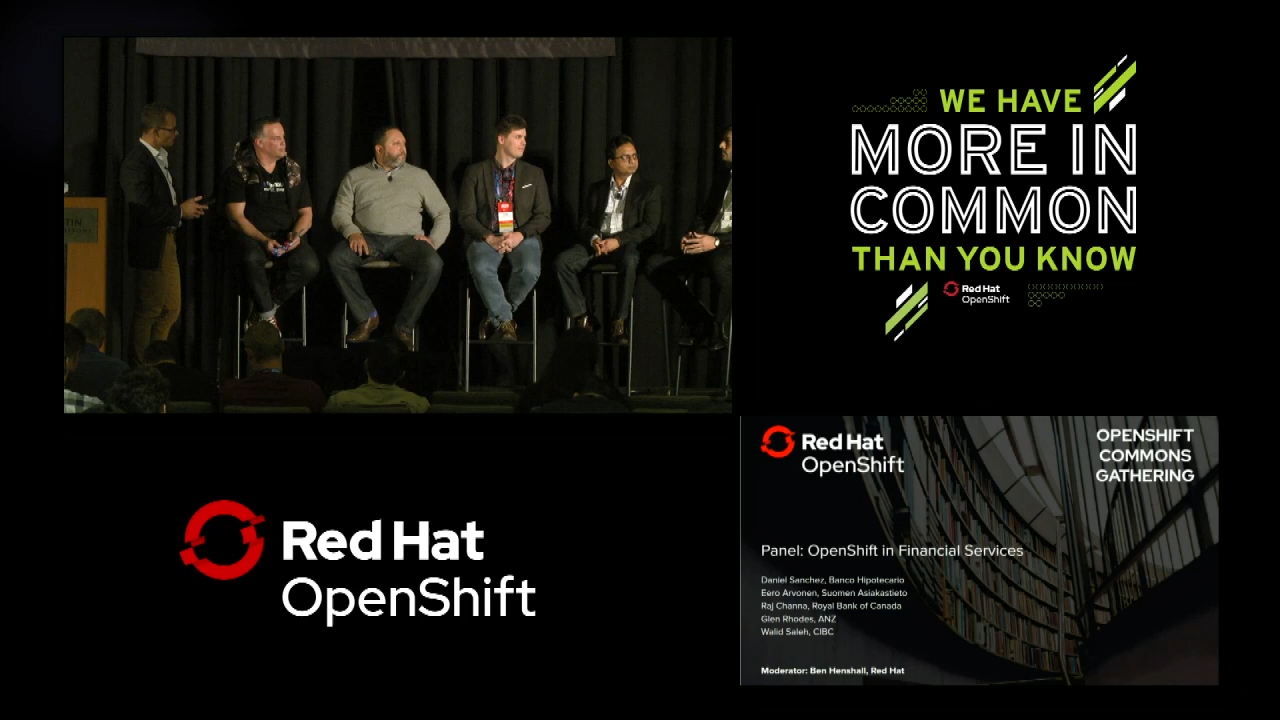 WE HAVE
MORE IN
COMMON
THAN YOU KNOW
Red Hat
OpenShift
Red Hat
OpenShift
OPENSHIFT
COMMONS
GATHERING
Panel: OpenShift in Financial Services
Daniel Sanchez, Banco Hipotecario
Eero Arvonen, Suomen Asiakastieto
Raj Channa, Royal Bank of Canada
Glen Rhodes, ANZ
Walid Saleh, CIBC
Moderator: Ben Henshall, Red Hat
Red Hat
OpenShift